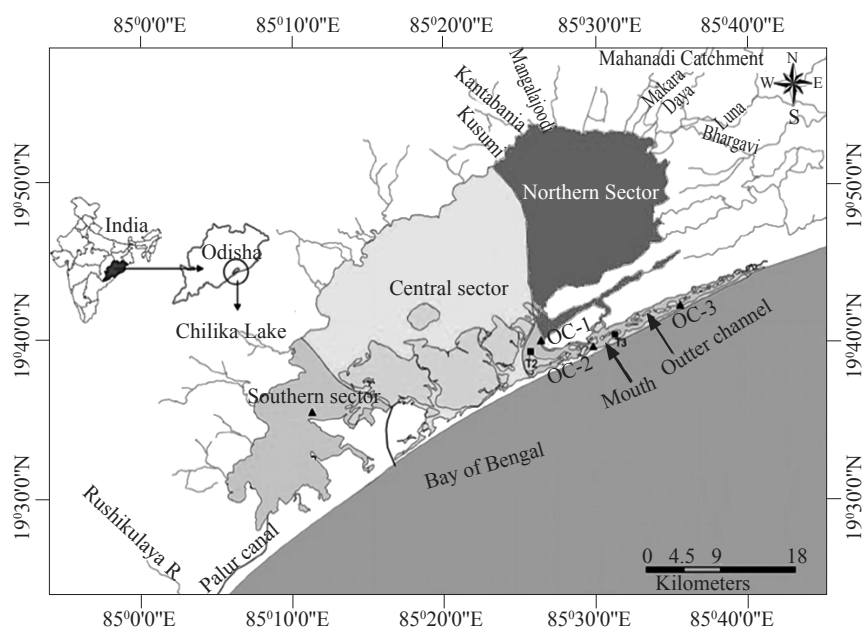 85⁰0'0"E 85⁰10'0"E 85⁰20'0"E 85⁰30'0"E 85⁰40'0"E
Mahanadi Catchment
N
W E
S
Kantabania
Mangalajoodi
Kusumi
Makara
Daya
Luna
Bhargavi
19⁰50'0"N
19⁰50'0"N
Northern Sector
India
Odisha
Chilika Lake
Central sector
19⁰40'0"N
19⁰40'0"N
OC-1
T2
OC-2
T3
OC-3
Mouth
Outter channel
Southern sector
Bay of Bengal
19⁰30'0"N
19⁰30'0"N
Rushikulaya R
Palur canal
0 4.5 9 18
Kilometers
85⁰0'0"E 85⁰10'0"E 85⁰20'0"E 85⁰30'0"E 85⁰40'0"E